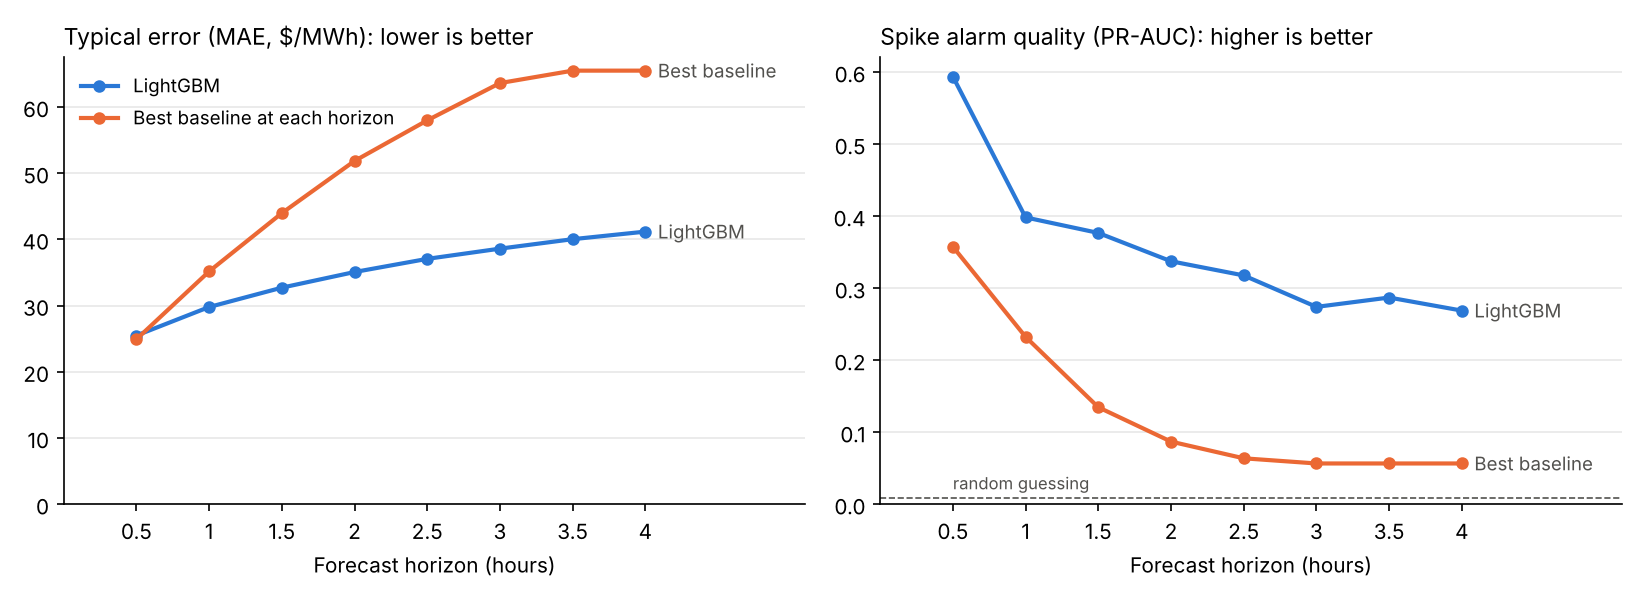 Typical error (MAE, $/MWh): lower is better
LightGBM
Best baseline at each horizon
Best baseline
LightGBM
60
50
40
30
20
10
0
0.5 1 1.5 2 2.5 3 3.5 4
Forecast horizon (hours)
Spike alarm quality (PR-AUC): higher is better
0.6
0.5
0.4
0.3
0.2
0.1
0.0
LightGBM
Best baseline
random guessing
0.5 1 1.5 2 2.5 3 3.5 4
Forecast horizon (hours)